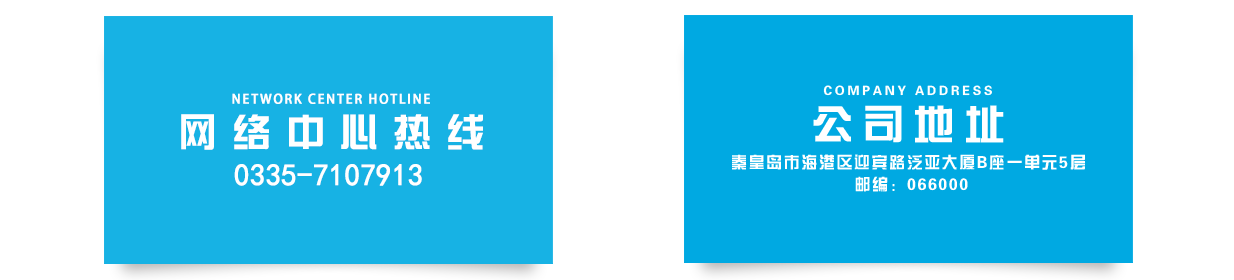 NETWORK CENTER HOTLINE
网络中心热线
0335-7107913
COMPANY ADDRESS
公司地址
秦皇岛市海港区迎宾路泛亚大厦B座一单元5层
邮编：066000